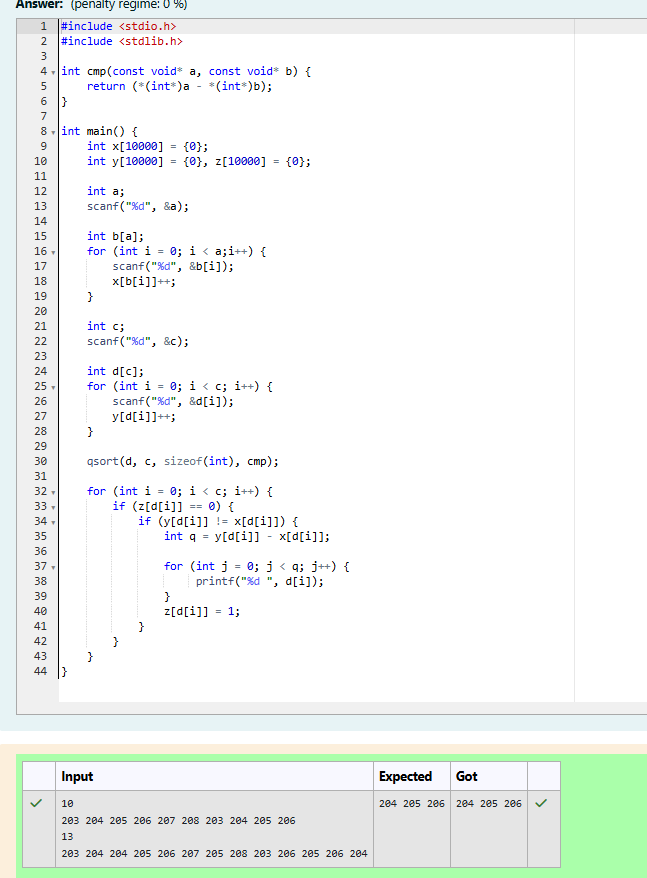 Answer: (penalty regime: 0 %)
1 #include <stdio.h>
2 #include <stdlib.h>
3
4 int cmp(const void* a, const void* b) {
5     return (*(int*)a - *(int*)b);
6 }
7
8 int main() {
9     int x[10000] = {0};
10     int y[10000] = {0}, z[10000] = {0};
11
12     int a;
13     scanf("%d", &a);
14
15     int b[a];
16     for (int i = 0; i < a;i++) {
17         scanf("%d", &b[i]);
18         x[b[i]]++;
19     }
20
21     int c;
22     scanf("%d", &c);
23
24     int d[c];
25     for (int i = 0; i < c; i++) {
26         scanf("%d", &d[i]);
27         y[d[i]]++;
28     }
29
30     qsort(d, c, sizeof(int), cmp);
31
32     for (int i = 0; i < c; i++) {
33         if (z[d[i]] == 0) {
34             if (y[d[i]] != x[d[i]]) {
35                 int q = y[d[i]] - x[d[i]];
36
37                 for (int j = 0; j < q; j++) {
38                     printf("%d ", d[i]);
39                 }
40                 z[d[i]] = 1;
41             }
42         }
43     }
44 }
Input Expected Got
10 204 205 206 204 205 206
203 204 205 206 207 208 203 204 205 206
13
203 204 204 205 206 207 205 208 203 206 205 206 204